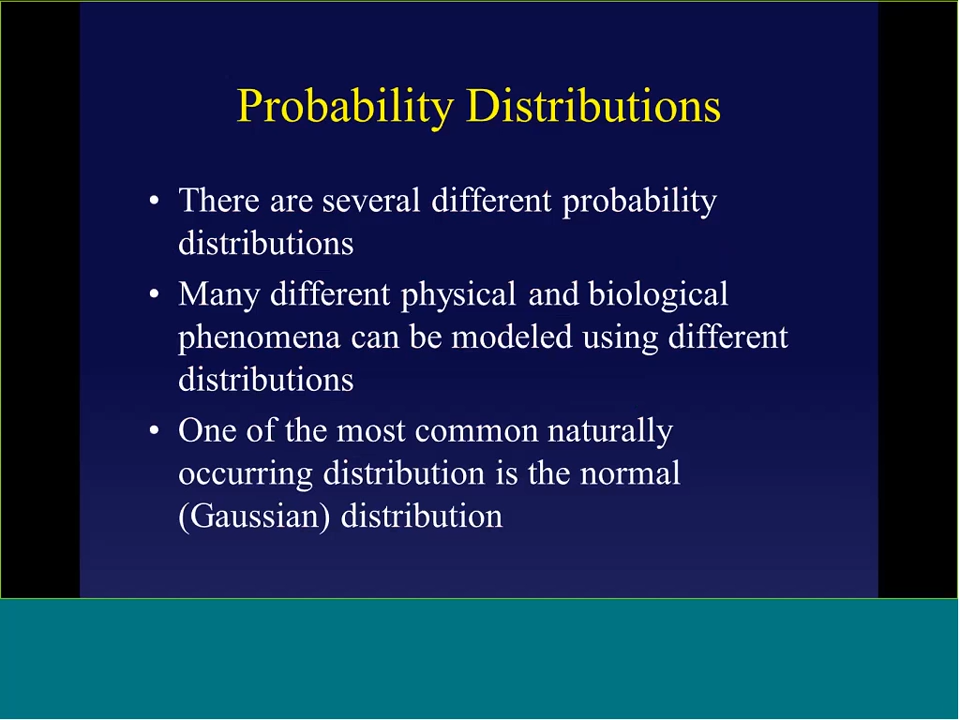 Probability Distributions
• There are several different probability
distributions
• Many different physical and biological
phenomena can be modeled using different
distributions
• One of the most common naturally
occurring distribution is the normal
(Gaussian) distribution